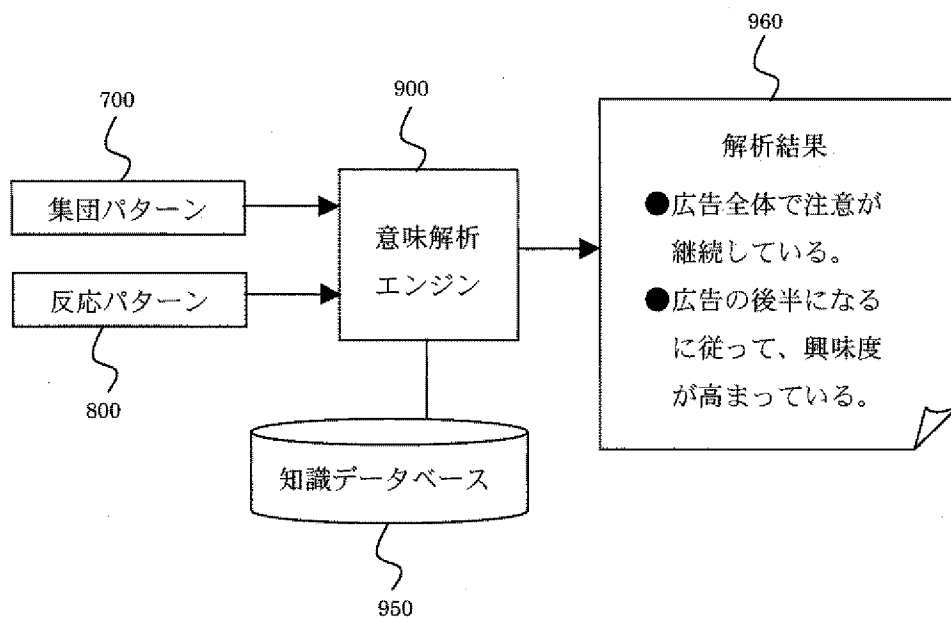 960
700
900
解析結果
集団パターン
●広告全体で注意が
継続している。
意味解析
エンジン
反応パターン
●広告の後半になる
に従って、興味度
が高まっている。
800
知識データベース
950